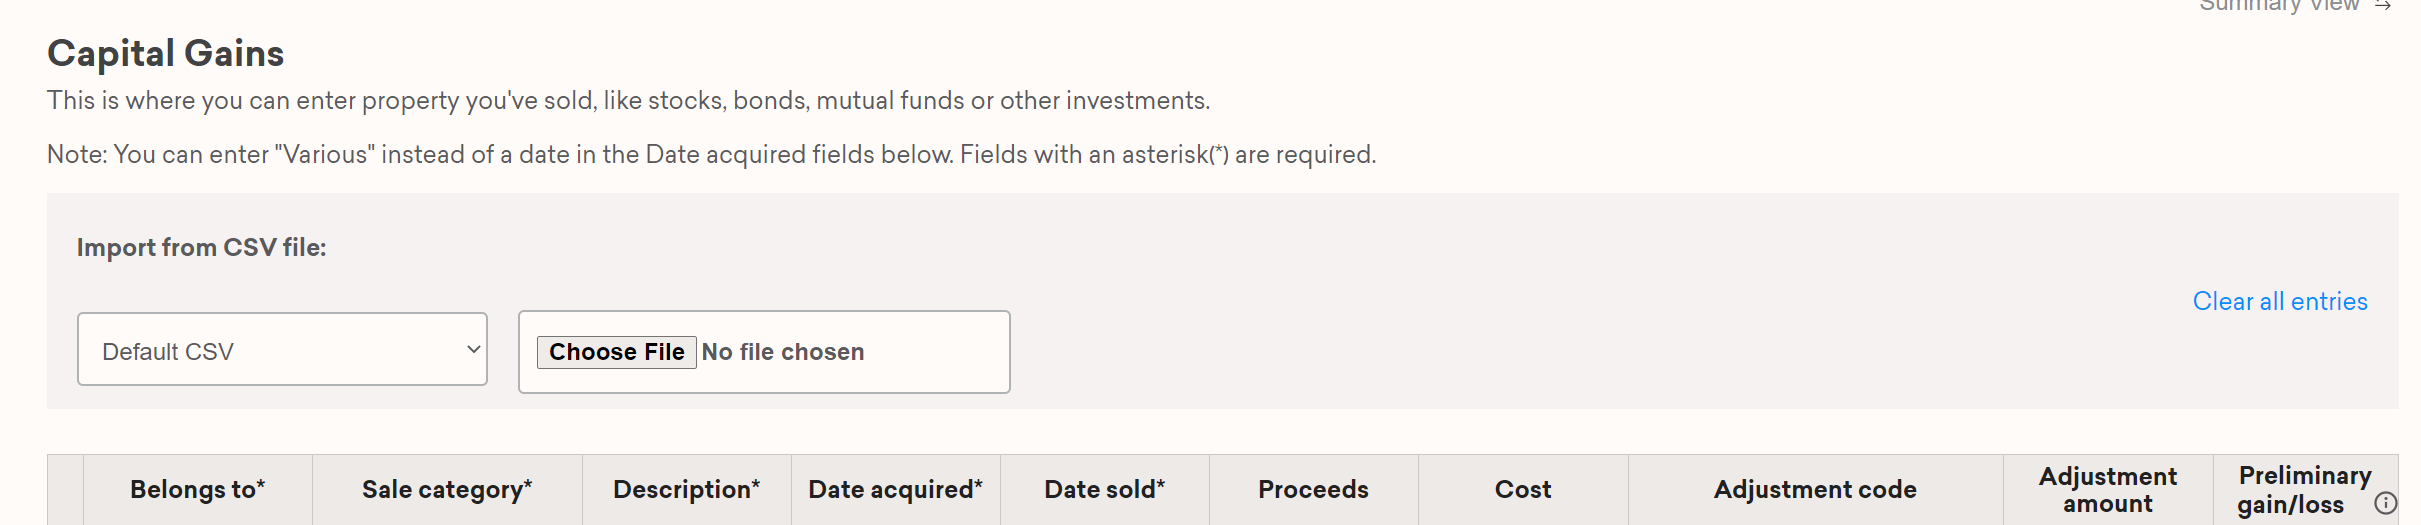 Summary View
Capital Gains
This is where you can enter property you've sold, like stocks, bonds, mutual funds or other investments.
Note: You can enter "Various" instead of a date in the Date acquired fields below. Fields with an asterisk(*) are required.
Import from CSV file:
Clear all entries
Default CSV
Choose File No file chosen
Belongs to* Sale category* Description* Date acquired* Date sold* Proceeds Cost Adjustment code Adjustment amount Preliminary gain/loss